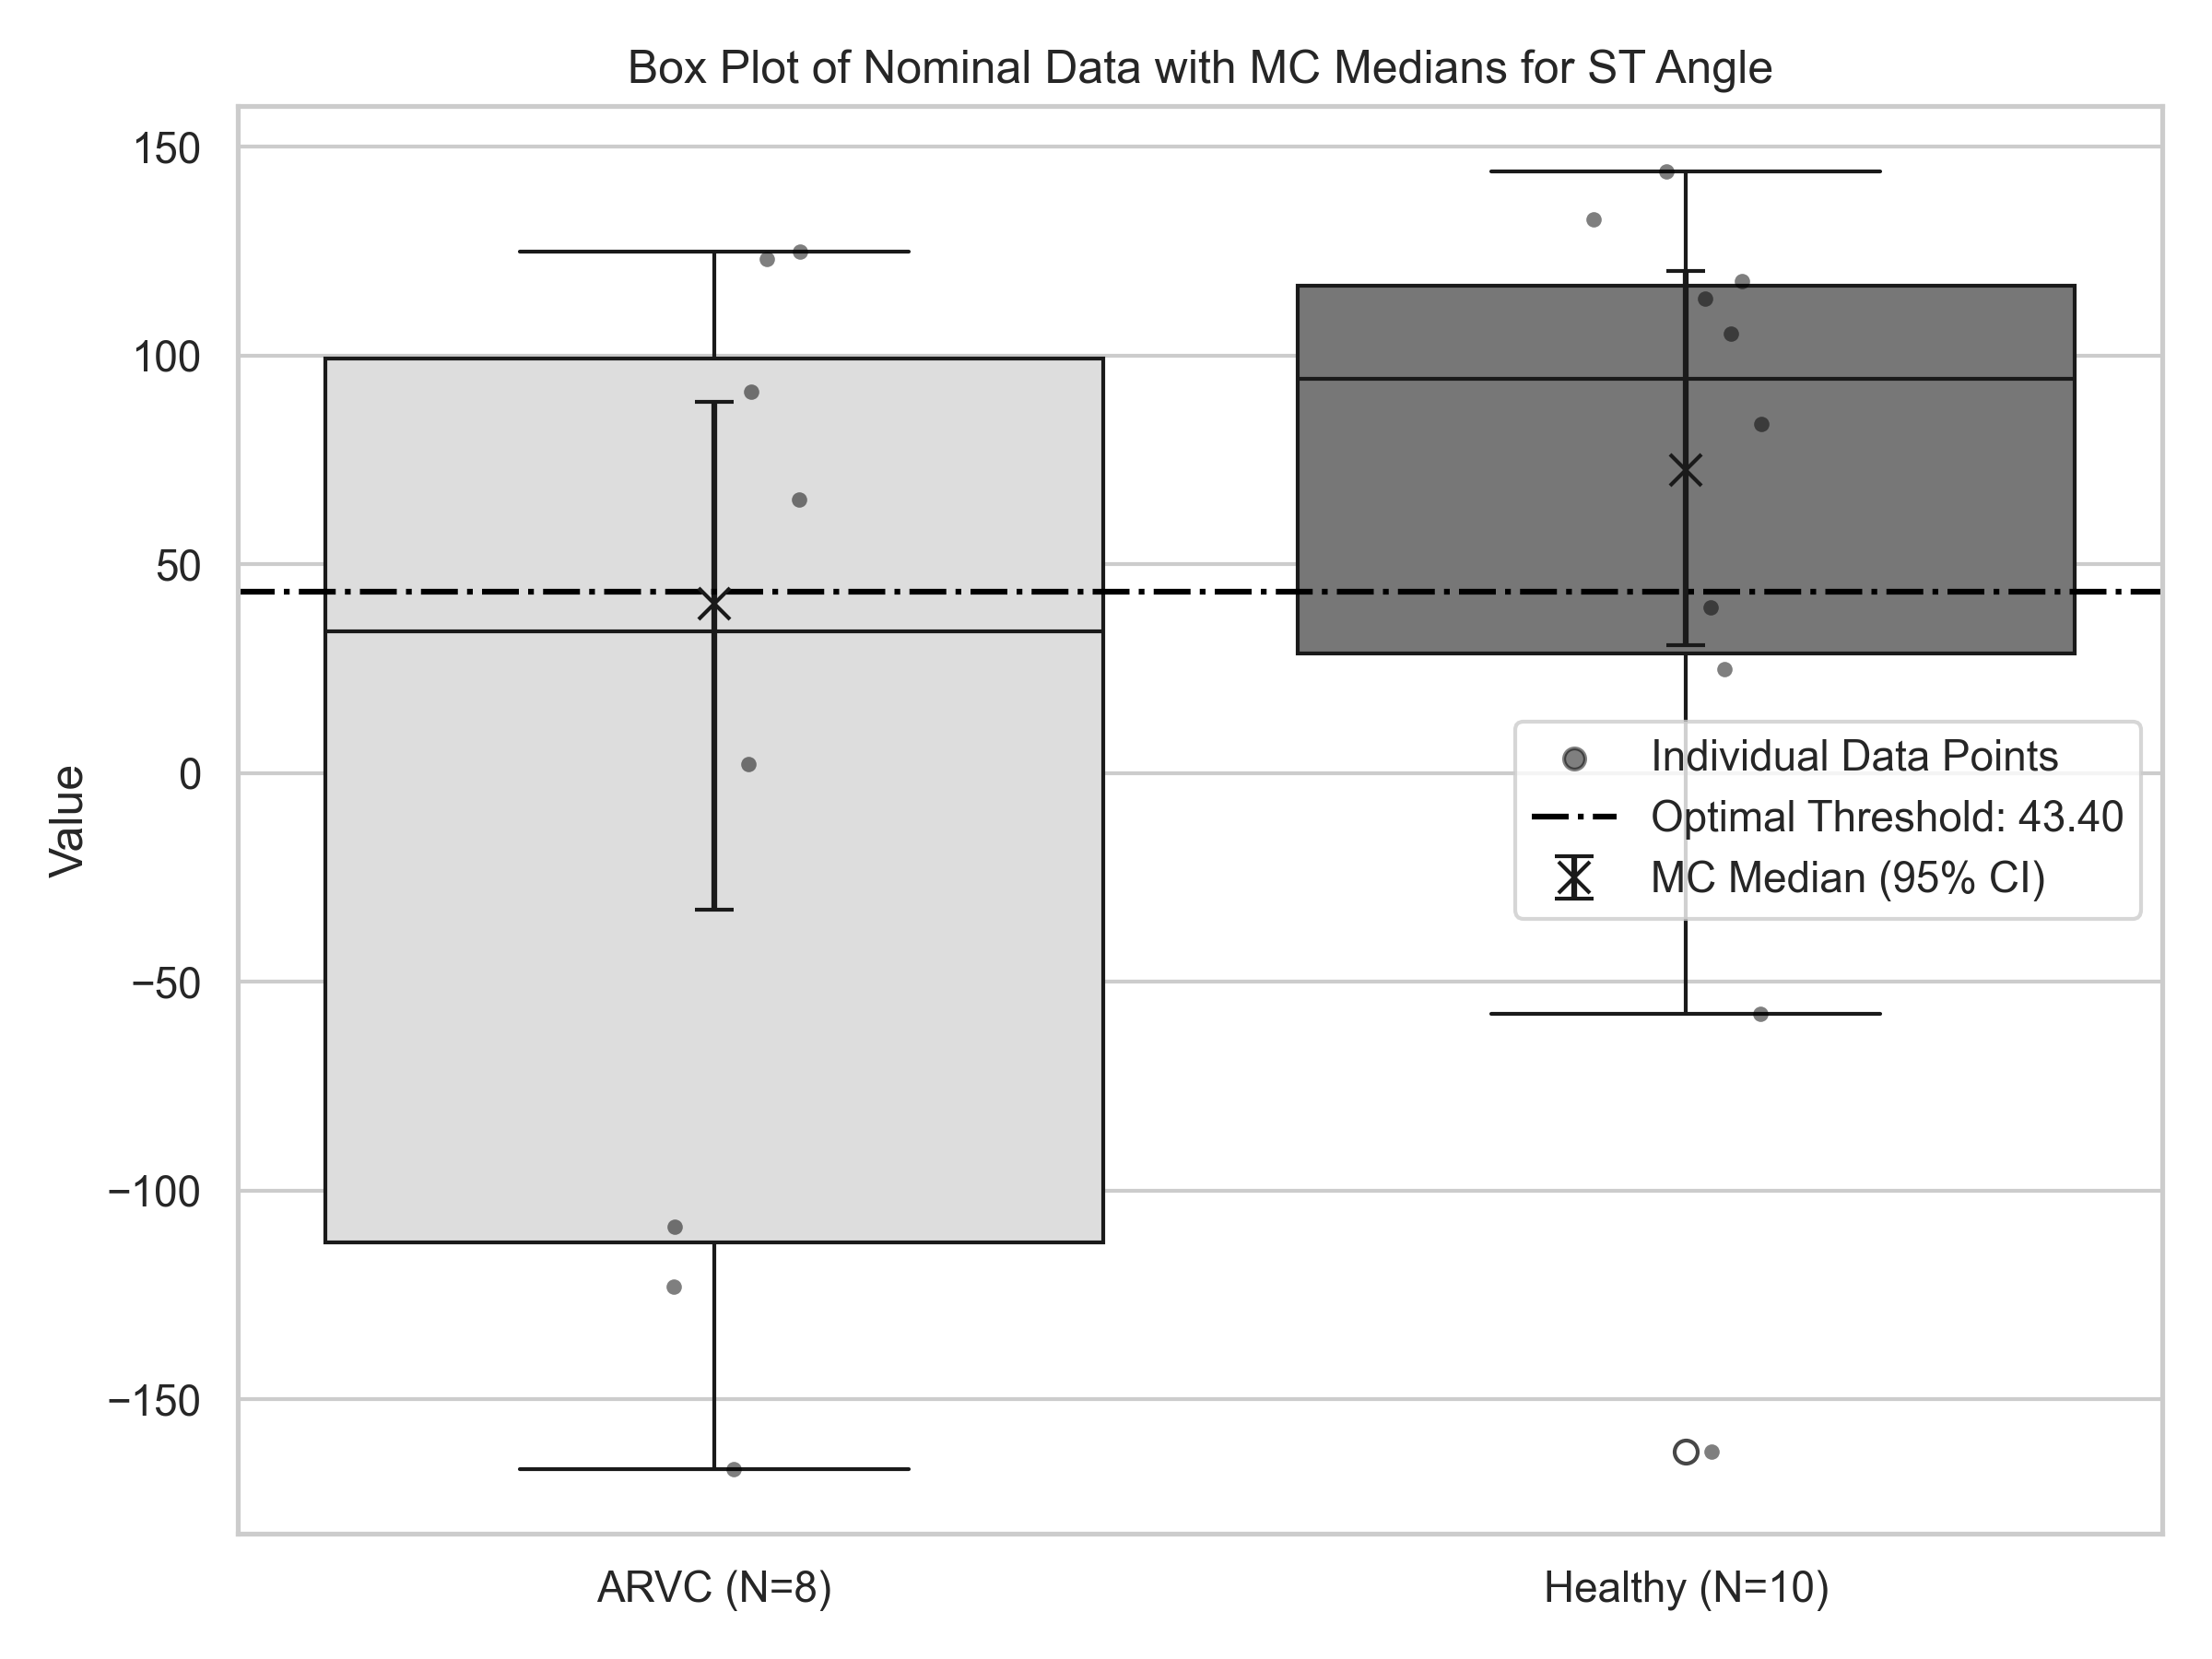 Box Plot of Nominal Data with MC Medians for ST Angle
Value
150
100
50
0
−50
−100
−150
Individual Data Points
Optimal Threshold: 43.40
MC Median (95% CI)
ARVC (N=8)
Healthy (N=10)